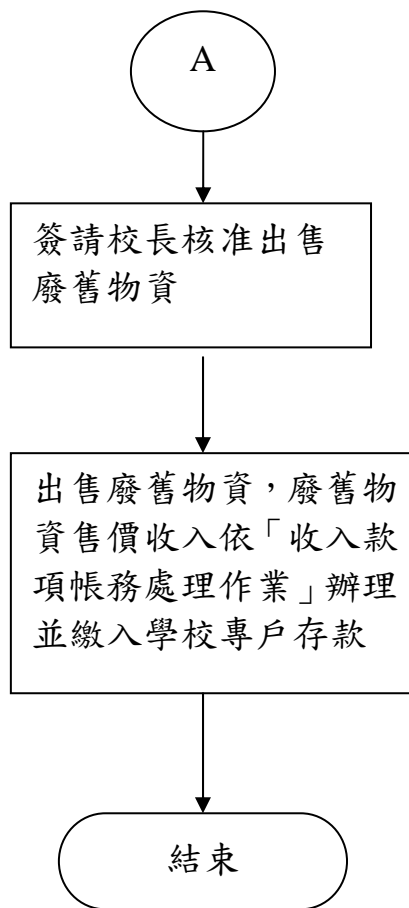 A
簽請校長核准出售
廢舊物資
出售廢舊物資，廢舊物
資售價收入依「收入款
項帳務處理作業」辦理
並繳入學校專戶存款
結束